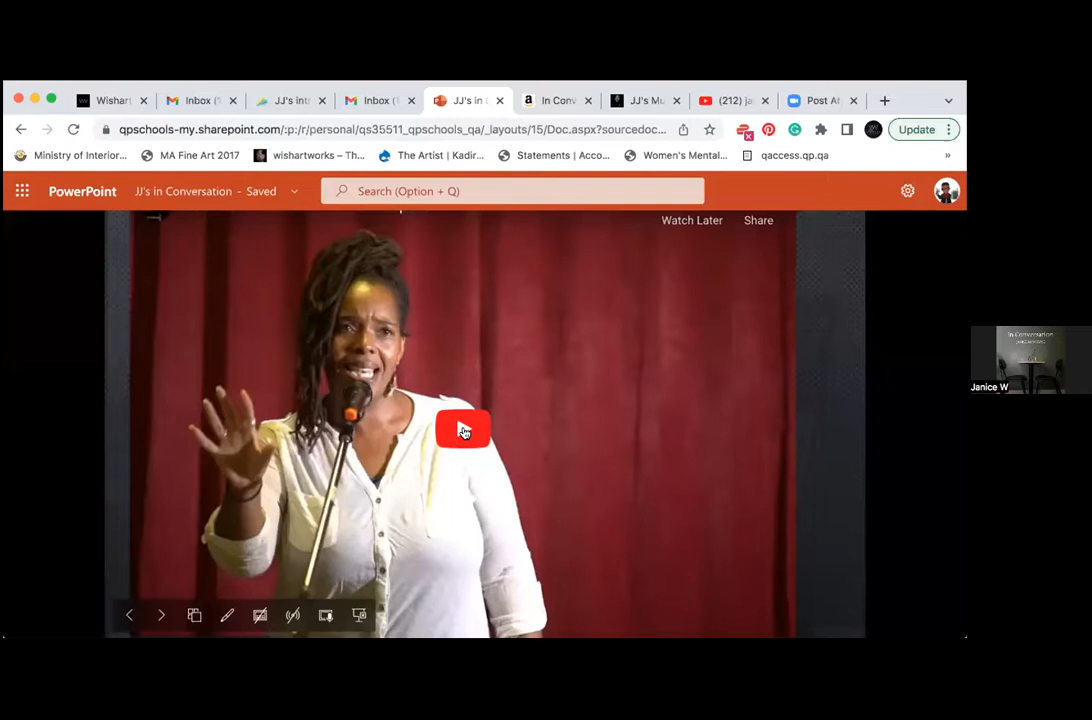 Wishart
Inbox (
JJ's int
Inbox (
JJ's in
In Conv
JJ's Mu
(212) ja
Post At
qpschools-my.sharepoint.com/:p:/r/personal/qs35511_qpschools_qa/_layouts/15/Doc.aspx?sourcedoc...
Update
Ministry of Interior...
MA Fine Art 2017
wishartworks – Th...
The Artist | Kadir...
Statements | Acco...
Women's Mental...
qaccess.qp.qa
»
PowerPoint
JJ's in Conversation - Saved
Search (Option + Q)
Watch Later
Share
In Conversation
Janice W